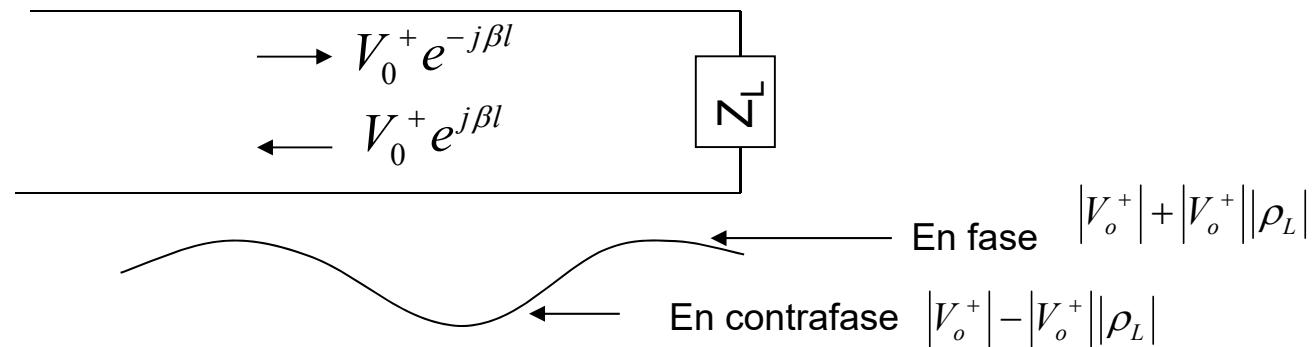 V₀⁺e^{-jβl}
V₀⁺e^{jβl}
Z_L
En fase |V_o⁺| + |V_o⁺||ρ_L|
En contrafase |V_o⁺| − |V_o⁺||ρ_L|